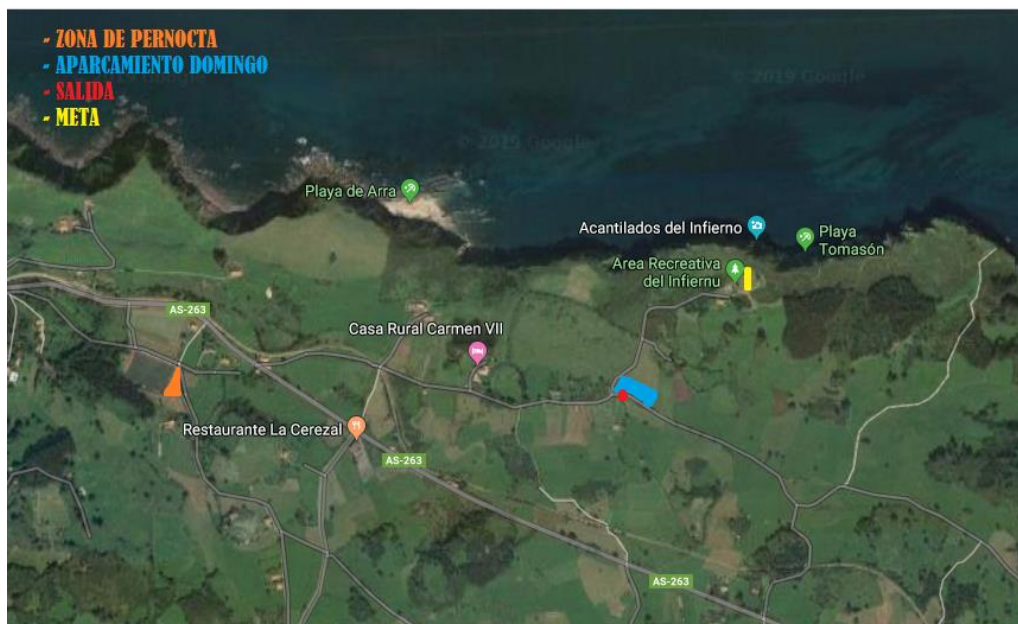 - ZONA DE PERNOCTA
- APARCAMIENTO DOMINGO
- SALIDA
- META
© 2019 Google
© 2019 Google
Playa de Arra
Acantilados del Infierno
Playa
Tomasón
Area Recreativa
del Infiernu
AS-263
Casa Rural Carmen VII
Restaurante La Cerezal
AS-263
AS-263